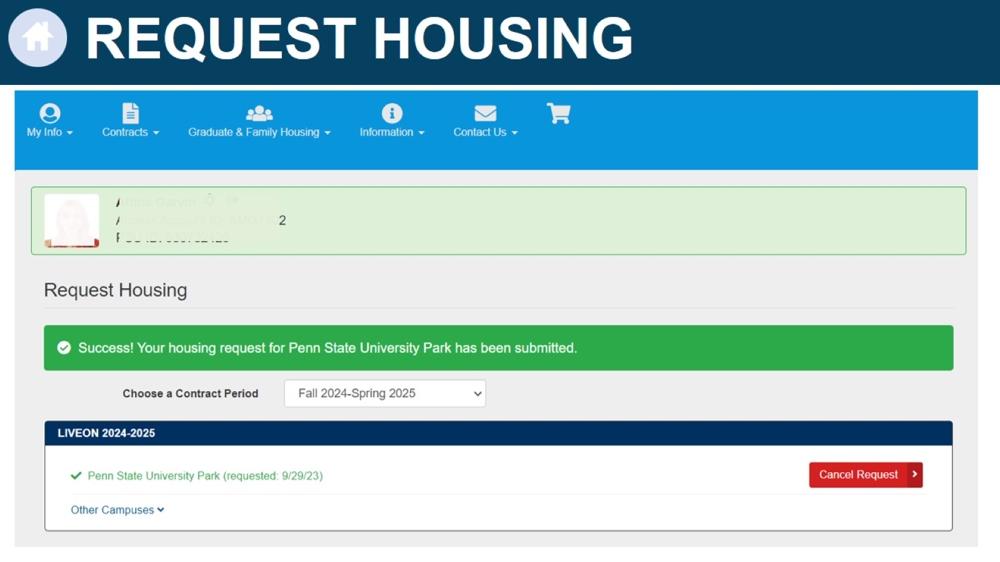 REQUEST HOUSING
My Info
Contracts
Graduate & Family Housing
Information
Contact Us
Request Housing
Success! Your housing request for Penn State University Park has been submitted.
Choose a Contract Period
Fall 2024-Spring 2025
LIVEON 2024-2025
Penn State University Park (requested: 9/29/23)
Cancel Request
Other Campuses